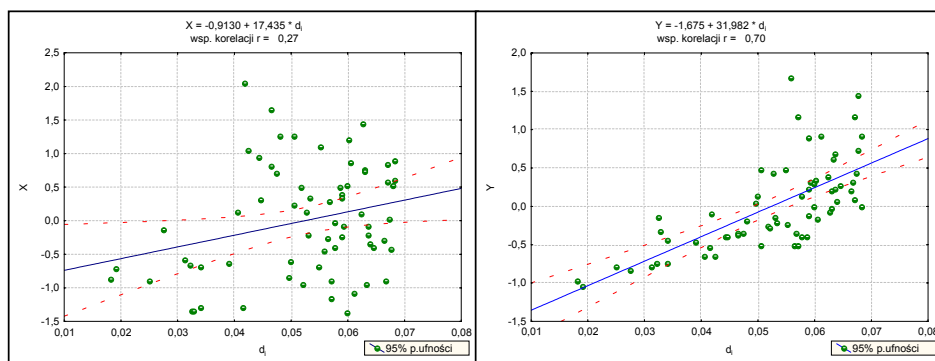 X = -0,9130 + 17,435 * di
wsp. korelacji r = 0,27
2,5
2,0
1,5
1,0
0,5
0,0
-0,5
-1,0
-1,5
X
0,01 0,02 0,03 0,04 0,05 0,06 0,07 0,08
di
95% p.ufności
Y = -1,675 + 31,982 * di
wsp. korelacji r = 0,70
2,0
1,5
1,0
0,5
0,0
-0,5
-1,0
-1,5
Y
0,01 0,02 0,03 0,04 0,05 0,06 0,07 0,08
di
95% p.ufności